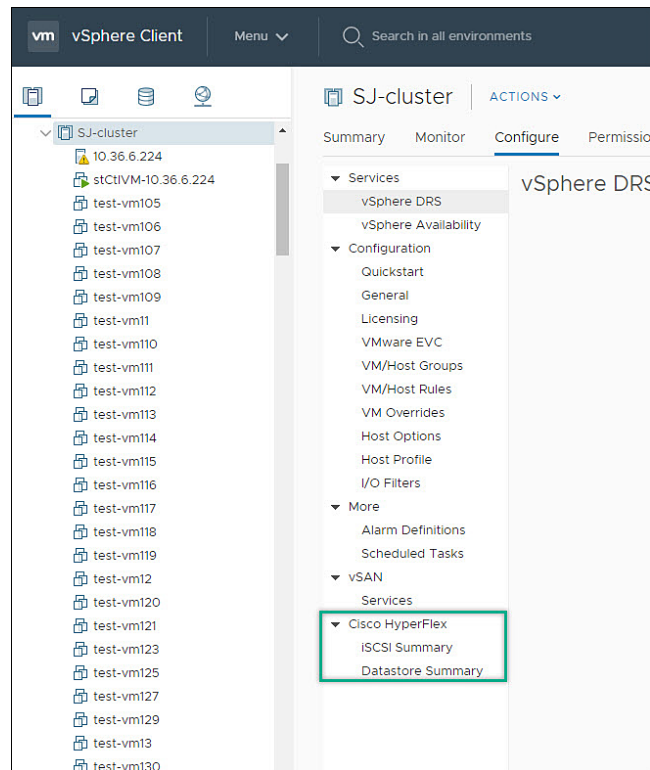 vm vSphere Client Menu Search in all environments
SJ-cluster ACTIONS
Summary Monitor Configure
SJ-cluster
10.36.6.224
stCtlVM-10.36.6.224
test-vm105
test-vm106
test-vm107
test-vm108
test-vm109
test-vm11
test-vm110
test-vm111
test-vm112
test-vm113
test-vm114
test-vm115
test-vm116
test-vm117
test-vm118
test-vm119
test-vm12
test-vm120
test-vm121
test-vm123
test-vm125
test-vm127
test-vm129
test-vm13
test-vm130
Services
vSphere DRS
vSphere Availability
Configuration
Quickstart
General
Licensing
VMware EVC
VM/Host Groups
VM/Host Rules
VM Overrides
Host Options
Host Profile
I/O Filters
More
Alarm Definitions
Scheduled Tasks
vSAN
Services
Cisco HyperFlex
iSCSI Summary
Datastore Summary
vSphere DRS